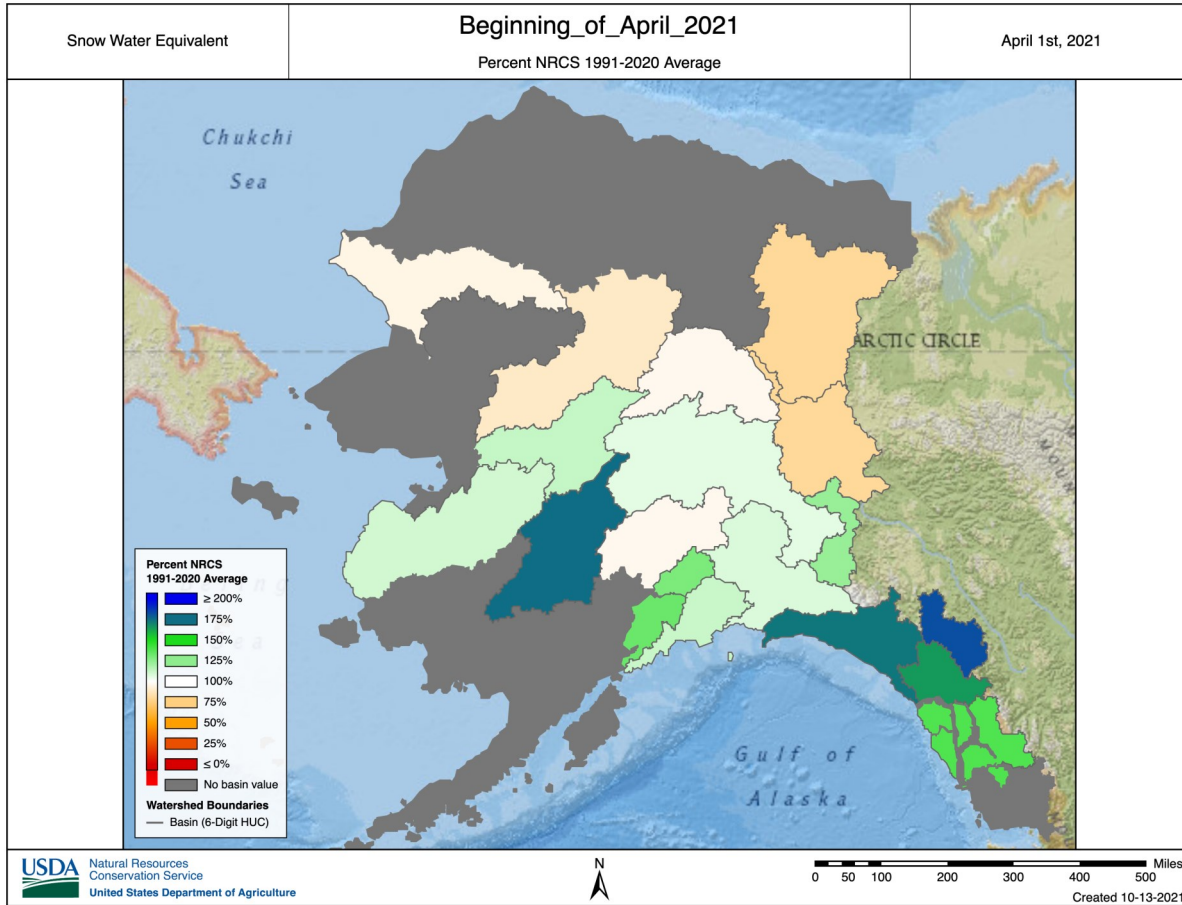 Snow Water Equivalent
Beginning_of_April_2021
Percent NRCS 1991-2020 Average
April 1st, 2021
Chukchi
Sea
ARCTIC CIRCLE
Gulf of
Alaska
Percent NRCS
1991-2020 Average
≥ 200%
175%
150%
125%
100%
75%
50%
25%
≤ 0%
No basin value
Watershed Boundaries
Basin (6-Digit HUC)
USDA
Natural Resources
Conservation Service
United States Department of Agriculture
N
Miles
0 50 100 200 300 400 500
Created 10-13-2021